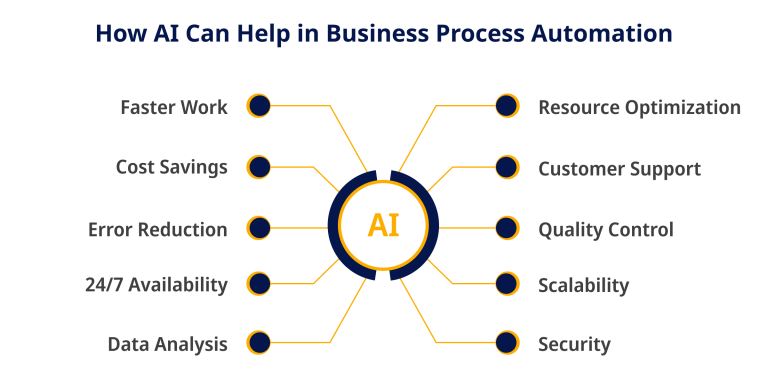 How AI Can Help in Business Process Automation
Faster Work
Cost Savings
Error Reduction
24/7 Availability
Data Analysis
AI
Resource Optimization
Customer Support
Quality Control
Scalability
Security